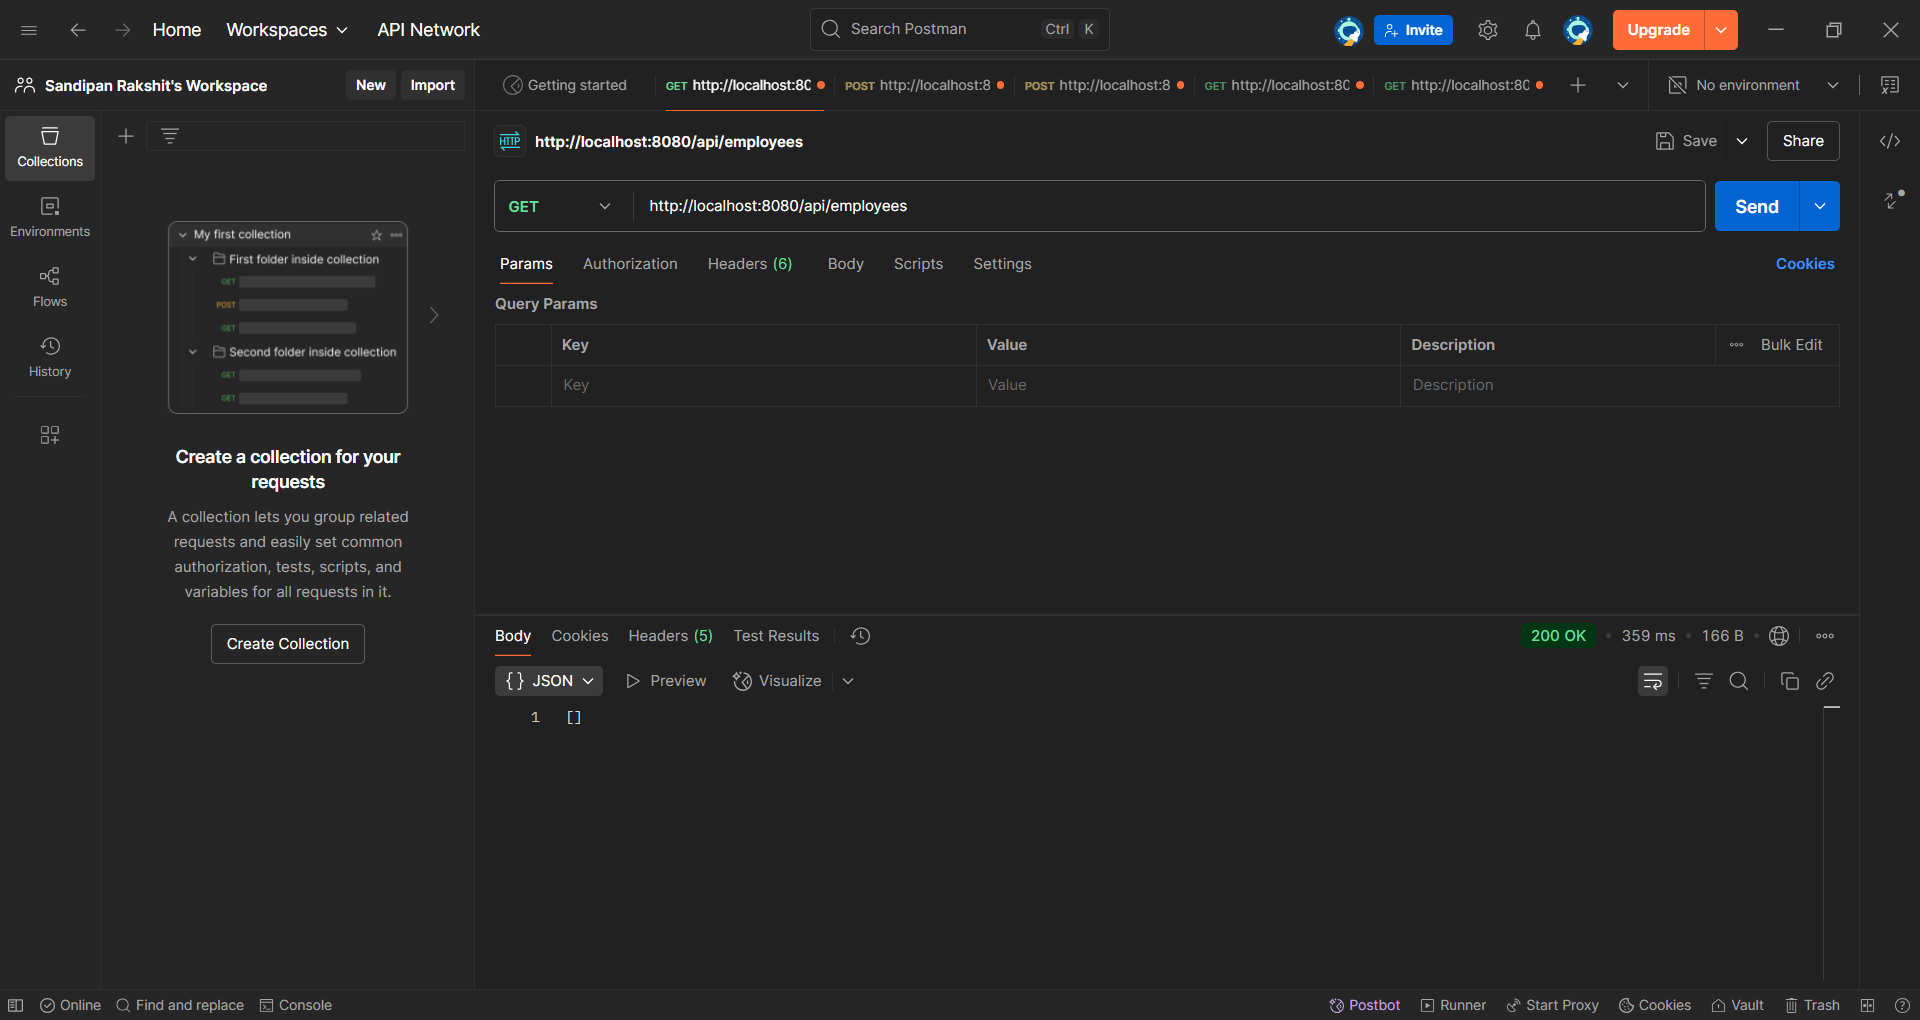 Home Workspaces API Network Search Postman Ctrl K Invite Upgrade
Sandipan Rakshit's Workspace New Import
Getting started GET http://localhost:80 POST http://localhost:8 POST http://localhost:8 GET http://localhost:80 GET http://localhost:80 No environment
Collections
Environments
Flows
History
My first collection
First folder inside collection
GET
POST
GET
Second folder inside collection
GET
GET
Create a collection for your
requests
A collection lets you group related
requests and easily set common
authorization, tests, scripts, and
variables for all requests in it.
Create Collection
HTTP http://localhost:8080/api/employees Save Share
GET http://localhost:8080/api/employees Send
Params Authorization Headers (6) Body Scripts Settings Cookies
Query Params
Key Value Description Bulk Edit
Key Value Description
Body Cookies Headers (5) Test Results 200 OK 359 ms 166 B
{} JSON Preview Visualize
1 []
Online Find and replace Console Postbot Runner Start Proxy Cookies Vault Trash